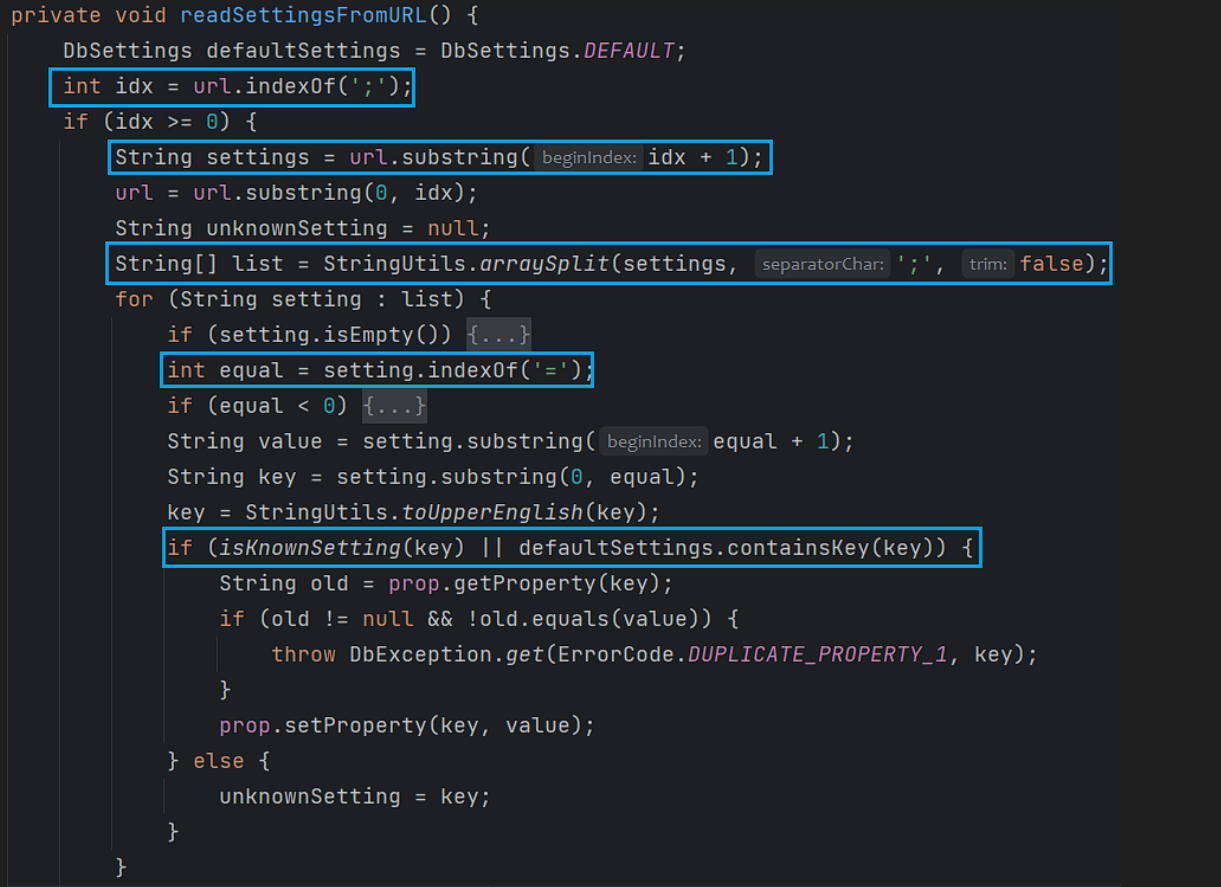 private void readSettingsFromURL() {
DbSettings defaultSettings = DbSettings.DEFAULT;
int idx = url.indexOf(';');
if (idx >= 0) {
String settings = url.substring( beginIndex: idx + 1);
url = url.substring(0, idx);
String unknownSetting = null;
String[] list = StringUtils.arraySplit(settings, separatorChar: ';', trim: false);
for (String setting : list) {
if (setting.isEmpty()) {...}
int equal = setting.indexOf('=');
if (equal < 0) {...}
String value = setting.substring( beginIndex: equal + 1);
String key = setting.substring(0, equal);
key = StringUtils.toUpperEnglish(key);
if (isKnownSetting(key) || defaultSettings.containsKey(key)) {
String old = prop.getProperty(key);
if (old != null && !old.equals(value)) {
throw DbException.get(ErrorCode.DUPLICATE_PROPERTY_1, key);
}
prop.setProperty(key, value);
} else {
unknownSetting = key;
}
}